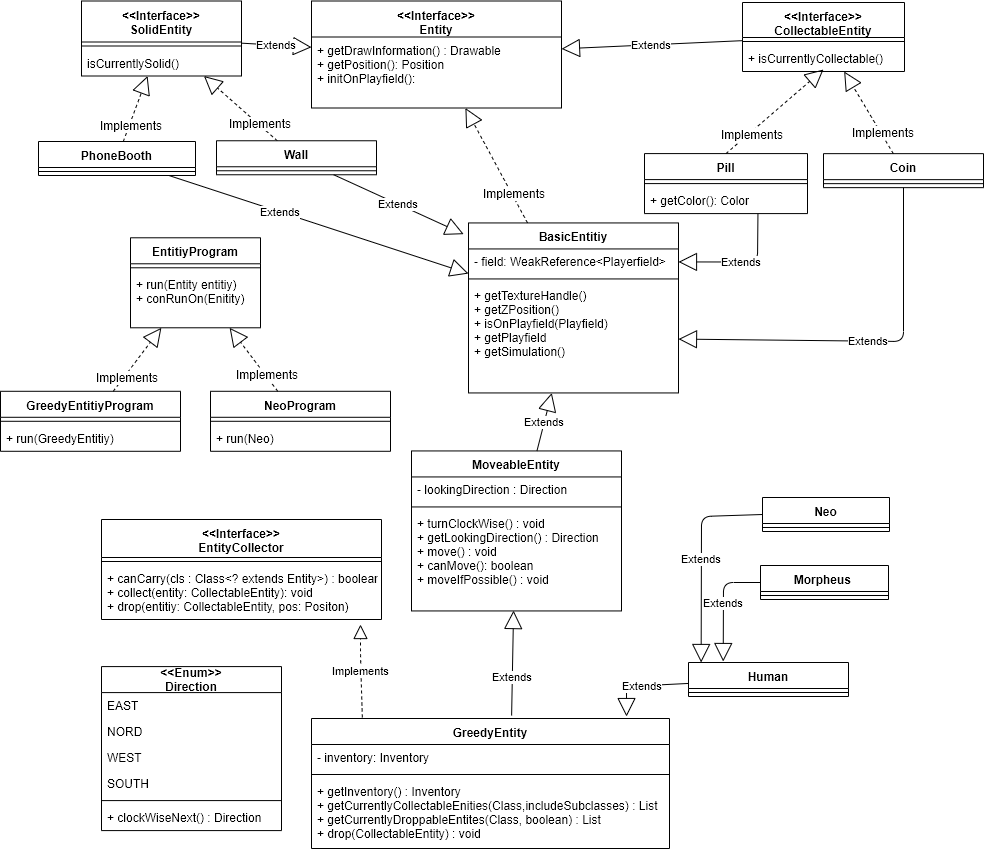 <<Interface>>
SolidEntity
isCurrentlySolid()
Extends
<<Interface>>
Entity
+ getDrawInformation() : Drawable
+ getPosition(): Position
+ initOnPlayfield():
Extends
<<Interface>>
CollectableEntity
+ isCurrentlyCollectable()
Implements
Implements
Implements
Implements
PhoneBooth
Wall
Pill
+ getColor(): Color
Coin
Extends
Extends
Implements
Extends
Extends
BasicEntitiy
- field: WeakReference<Playerfield>
+ getTextureHandle()
+ getZPosition()
+ isOnPlayfield(Playfield)
+ getPlayfield
+ getSimulation()
EntitiyProgram
+ run(Entity entitiy)
+ conRunOn(Enitity)
Implements
Implements
GreedyEntitiyProgram
+ run(GreedyEntitiy)
NeoProgram
+ run(Neo)
Extends
MoveableEntity
- lookingDirection : Direction
+ turnClockWise() : void
+ getLookingDirection() : Direction
+ move() : void
+ canMove(): boolean
+ moveIfPossible() : void
<<Interface>>
EntityCollector
+ canCarry(cls : Class<? extends Entity>) : boolean
+ collect(entity: CollectableEntity): void
+ drop(entitiy: CollectableEntity, pos: Positon)
Neo
Extends
Morpheus
Extends
Human
Extends
Implements
Extends
<<Enum>>
Direction
EAST
NORD
WEST
SOUTH
+ clockWiseNext() : Direction
GreedyEntity
- inventory: Inventory
+ getInventory() : Inventory
+ getCurrentlyCollectableEnities(Class,includeSubclasses) : List
+ getCurrentlyDroppableEntites(Class, boolean) : List
+ drop(CollectableEntity) : void